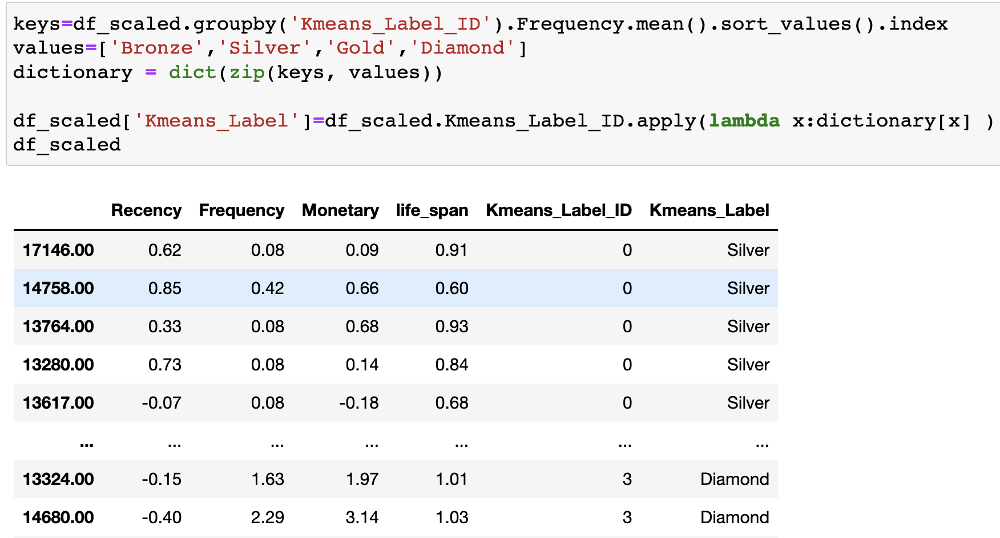 keys=df_scaled.groupby('Kmeans_Label_ID').Frequency.mean().sort_values().index
values=['Bronze','Silver','Gold','Diamond']
dictionary = dict(zip(keys, values))
df_scaled['Kmeans_Label']=df_scaled.Kmeans_Label_ID.apply(lambda x:dictionary[x] )
df_scaled
Recency Frequency Monetary life_span Kmeans_Label_ID Kmeans_Label
17146.00 0.62 0.08 0.09 0.91 0 Silver
14758.00 0.85 0.42 0.66 0.60 0 Silver
13764.00 0.33 0.08 0.68 0.93 0 Silver
13280.00 0.73 0.08 0.14 0.84 0 Silver
13617.00 -0.07 0.08 -0.18 0.68 0 Silver
... ... ... ... ... ... ...
13324.00 -0.15 1.63 1.97 1.01 3 Diamond
14680.00 -0.40 2.29 3.14 1.03 3 Diamond